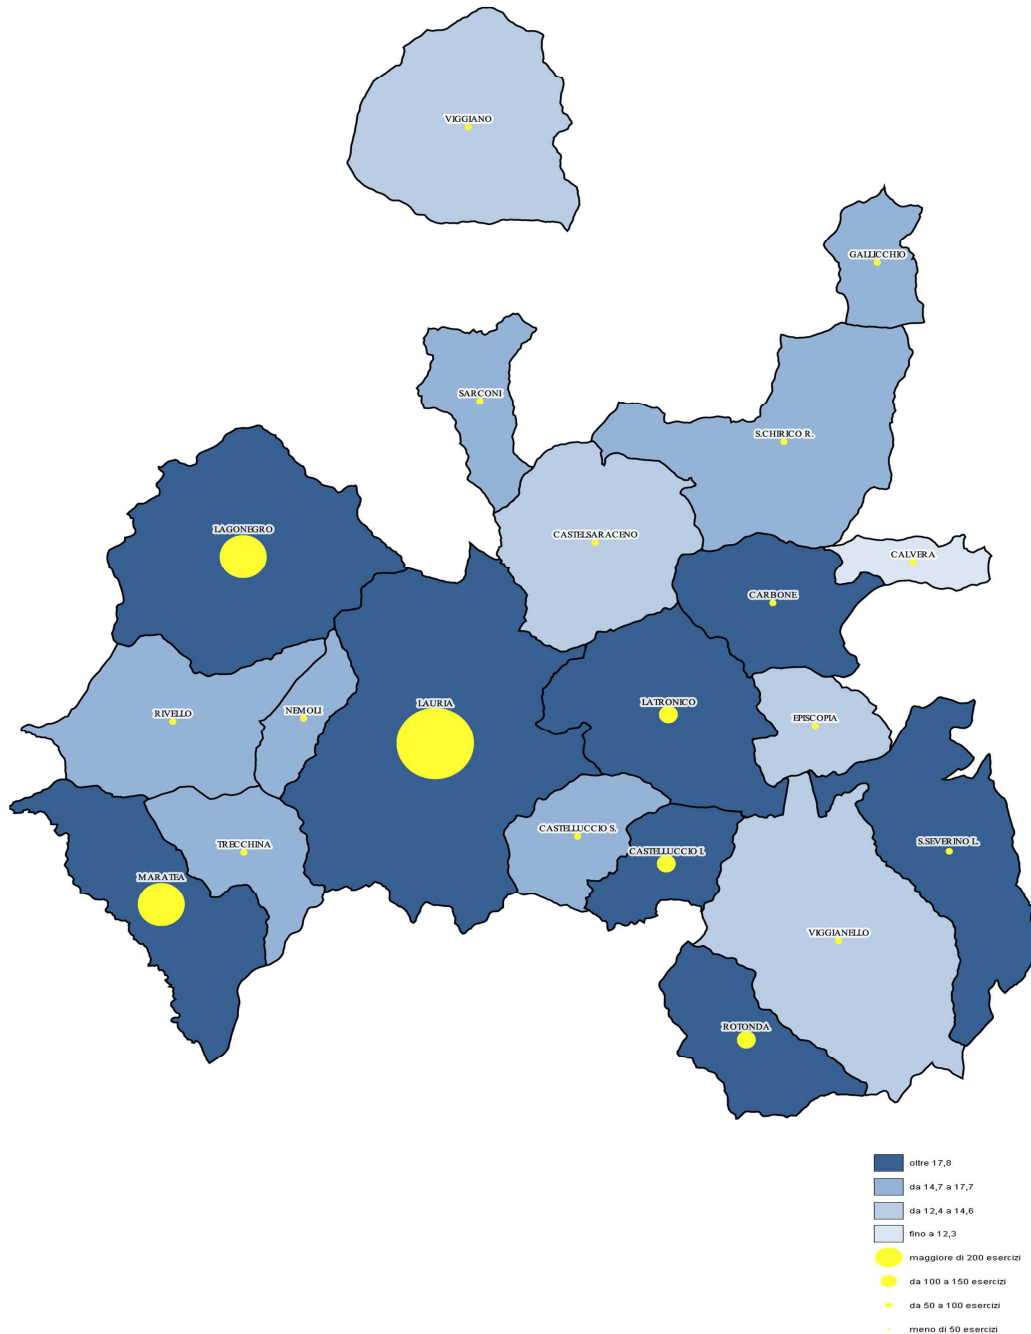 VIGGIANO
GALLICCHIO
SARCONI
S.CHIRICO R.
LAGONEGRO
CASTELSARACENO
CALVERA
CARBONE
RIVELLO
NEMOLI
LAURIA
LATRONICO
EPISCOPIA
CASTELLUCCIO S.
TRECCHINA
CASTELLUCCIO I.
S.SEVERINO L.
MARATEA
VIGGIANELLO
ROTONDA
oltre 17,8
da 14,7 a 17,7
da 12,4 a 14,6
fino a 12,3
maggiore di 200 esercizi
da 100 a 150 esercizi
da 50 a 100 esercizi
meno di 50 esercizi